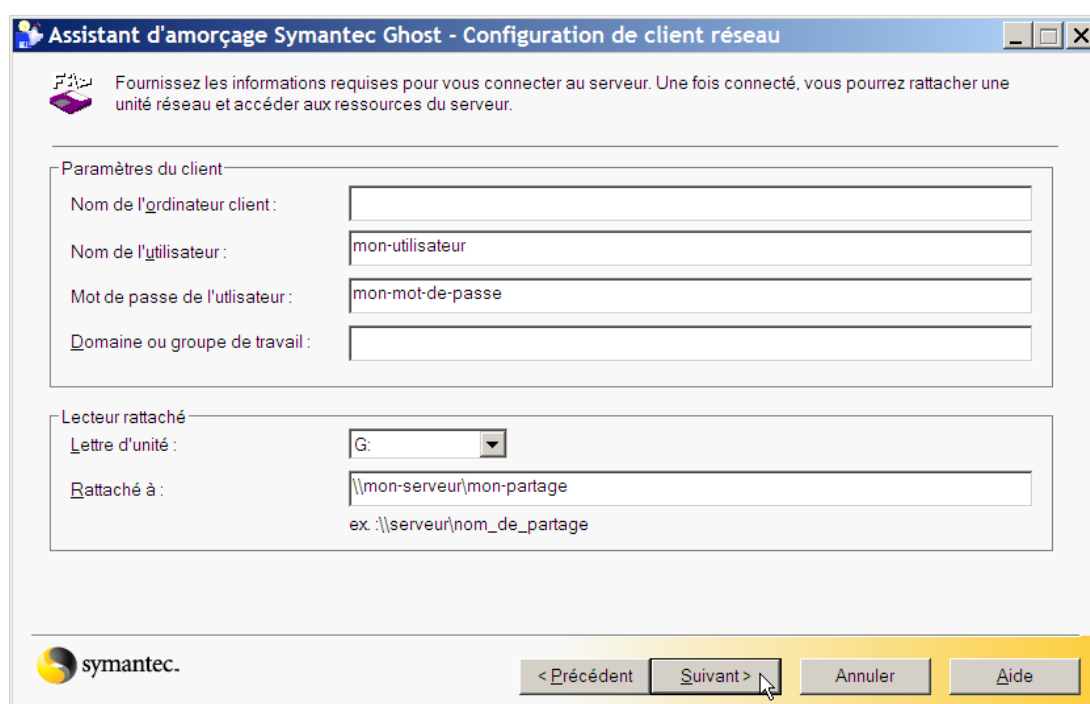 Assistant d'amorçage Symantec Ghost - Configuration de client réseau
Fournissez les informations requises pour vous connecter au serveur. Une fois connecté, vous pourrez rattacher une
unité réseau et accéder aux ressources du serveur.
Paramètres du client
Nom de l'ordinateur client :
Nom de l'utilisateur : mon-utilisateur
Mot de passe de l'utlisateur : mon-mot-de-passe
Domaine ou groupe de travail :
Lecteur rattaché
Lettre d'unité : G:
Rattaché à : \\mon-serveur\mon-partage
ex. :\\serveur\nom_de_partage
symantec. < Précédent Suivant > Annuler Aide